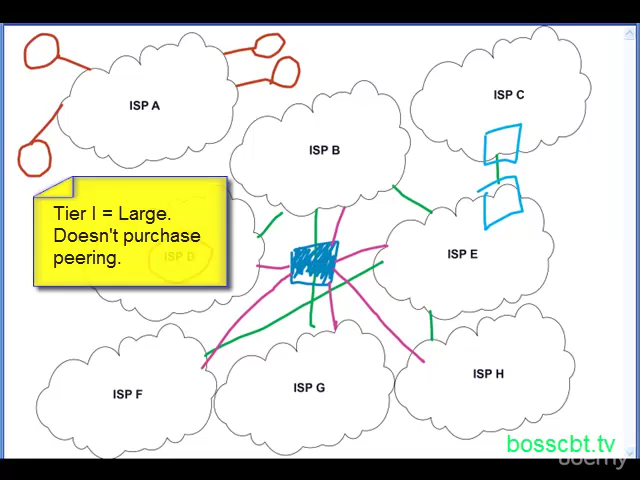 ISP A
ISP C
ISP B
Tier I = Large.
Doesn't purchase
peering.
ISP D
ISP E
ISP F
ISP G
ISP H
bosscbt.tv
udemy